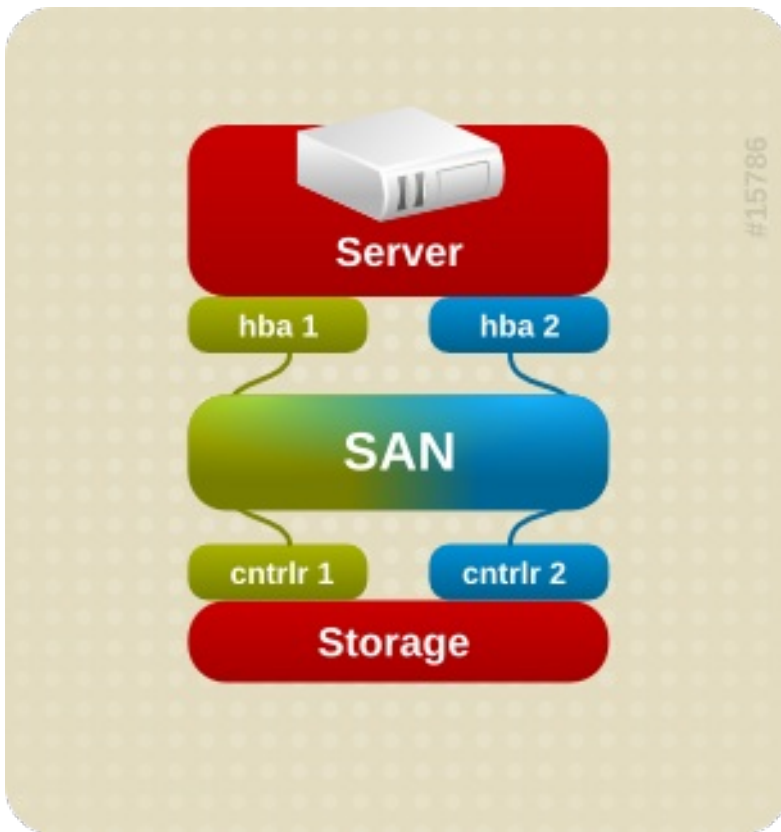 #15786
Server
hba 1
hba 2
SAN
cntrlr 1
cntrlr 2
Storage